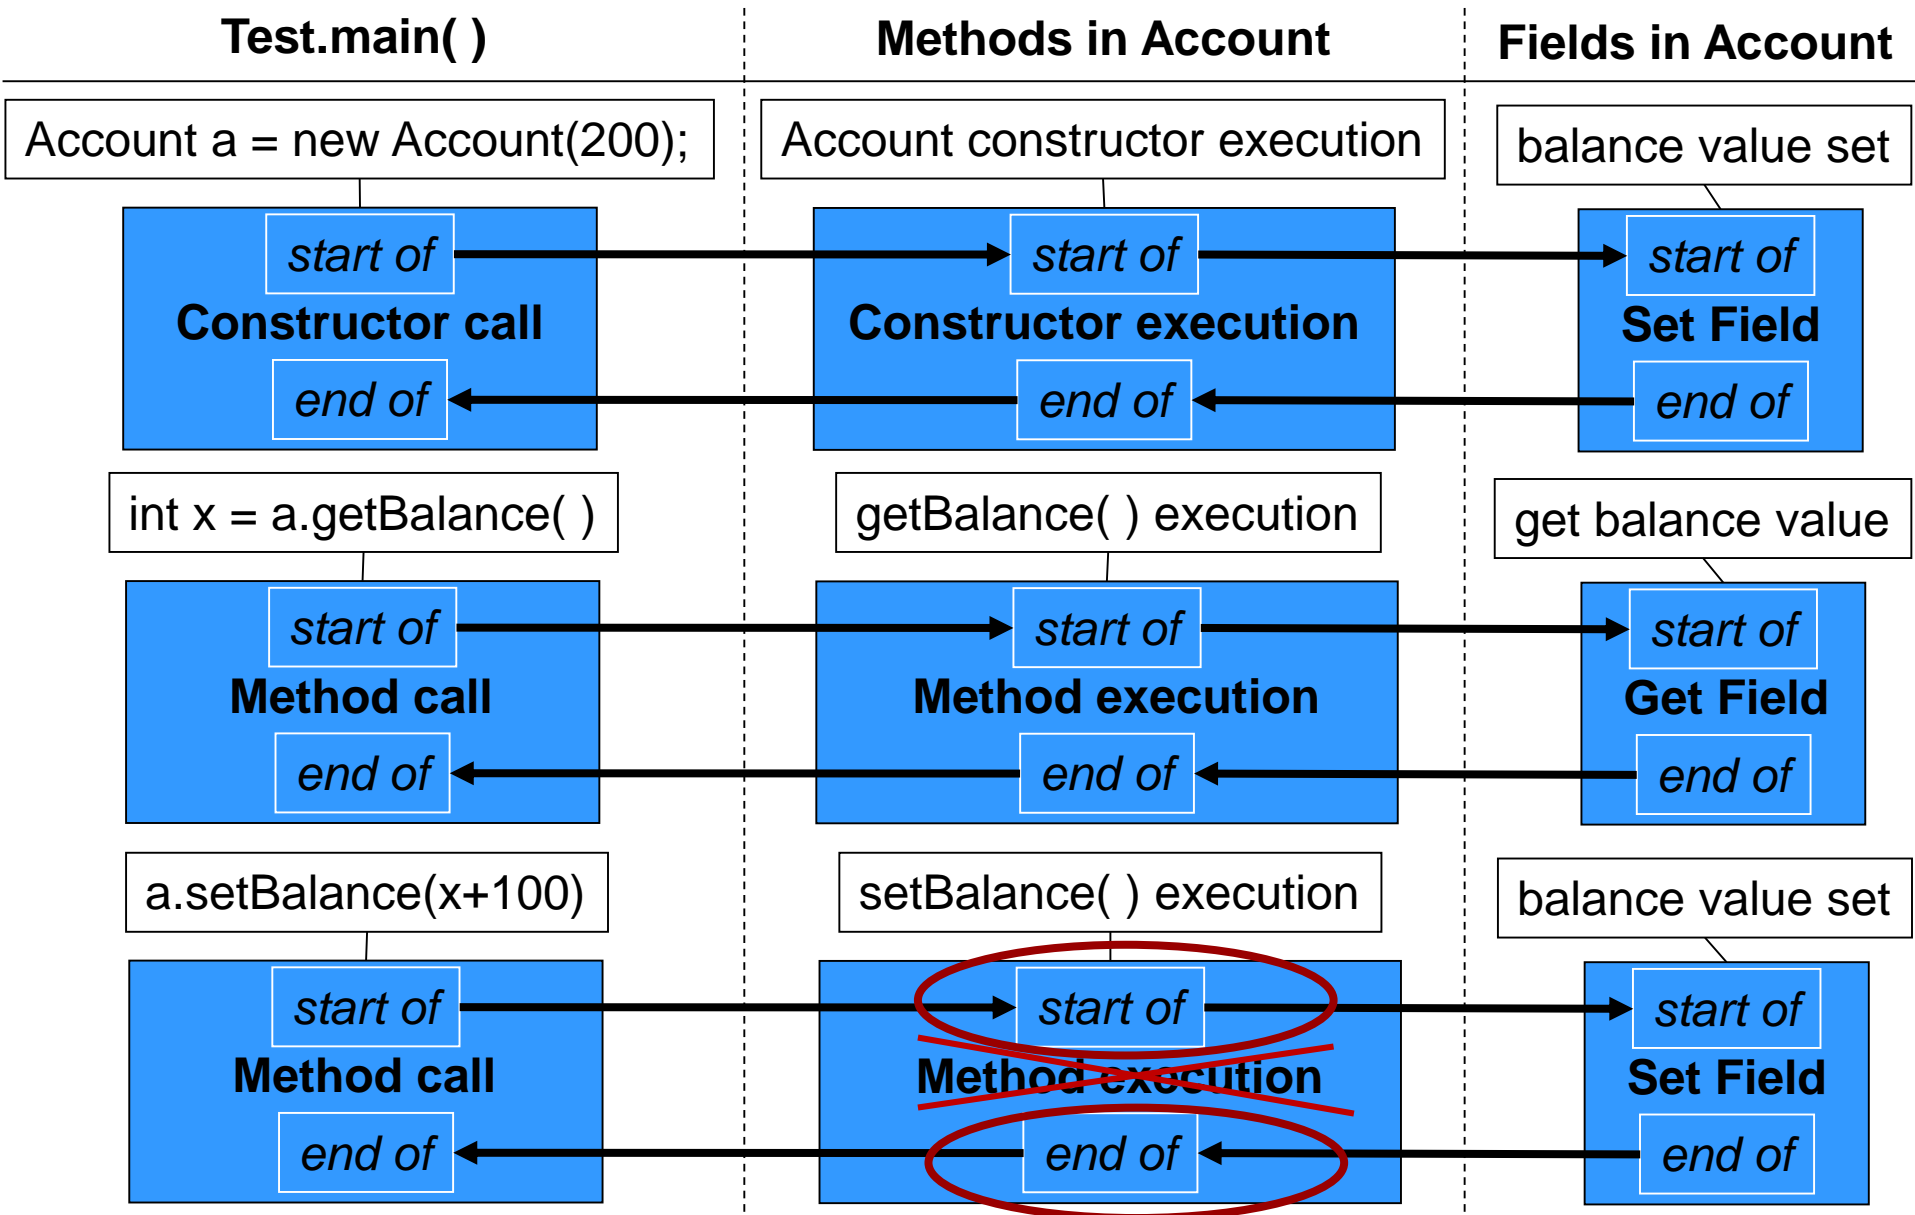 Test.main( )
Methods in Account
Fields in Account
Account a = new Account(200);
Account constructor execution
balance value set
start of
start of
start of
Constructor call
Constructor execution
Set Field
end of
end of
end of
int x = a.getBalance( )
getBalance( ) execution
get balance value
start of
start of
start of
Method call
Method execution
Get Field
end of
end of
end of
a.setBalance(x+100)
setBalance( ) execution
balance value set
start of
start of
start of
Method call
Method execution
Set Field
end of
end of
end of